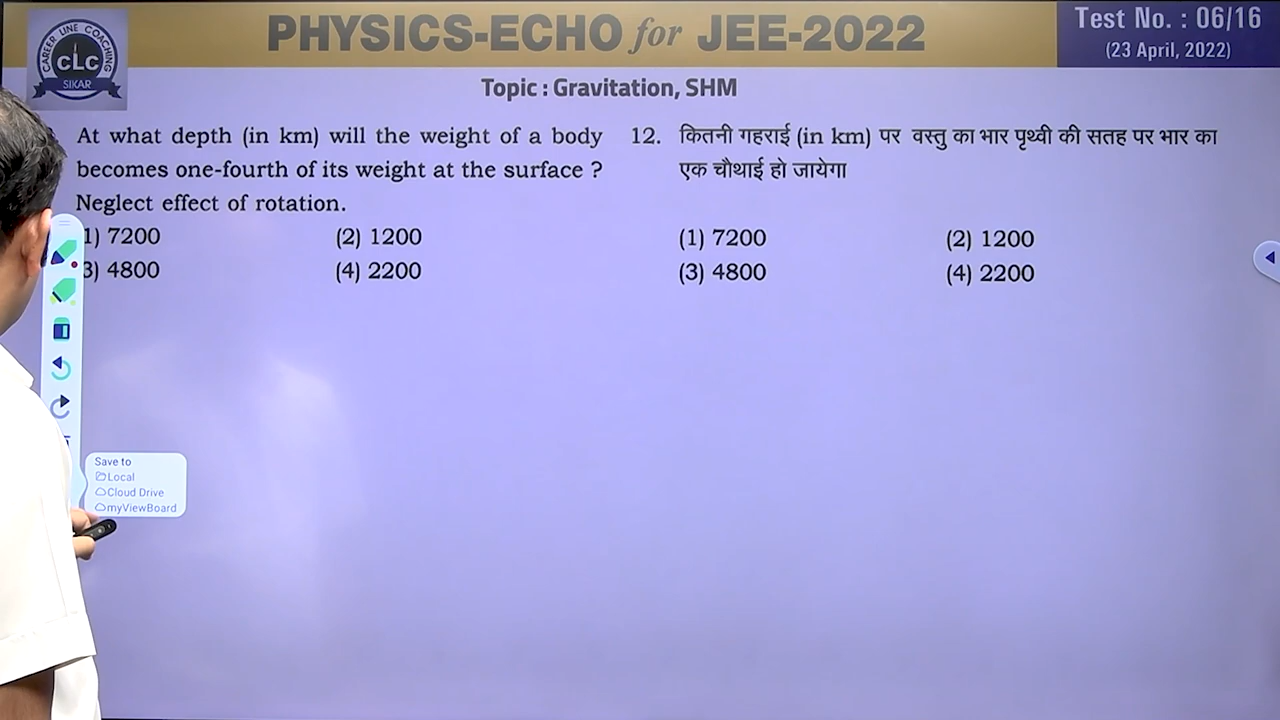 PHYSICS-ECHO for JEE-2022
Test No. : 06/16
(23 April, 2022)
CAREER LINE COACHING
CLC
SIKAR
Topic : Gravitation, SHM
At what depth (in km) will the weight of a body
becomes one-fourth of its weight at the surface ?
Neglect effect of rotation.
1) 7200 (2) 1200
3) 4800 (4) 2200
12. कितनी गहराई (in km) पर वस्तु का भार पृथ्वी की सतह पर भार का
एक चौथाई हो जायेगा
(1) 7200 (2) 1200
(3) 4800 (4) 2200
Save to
Local
Cloud Drive
myViewBoard